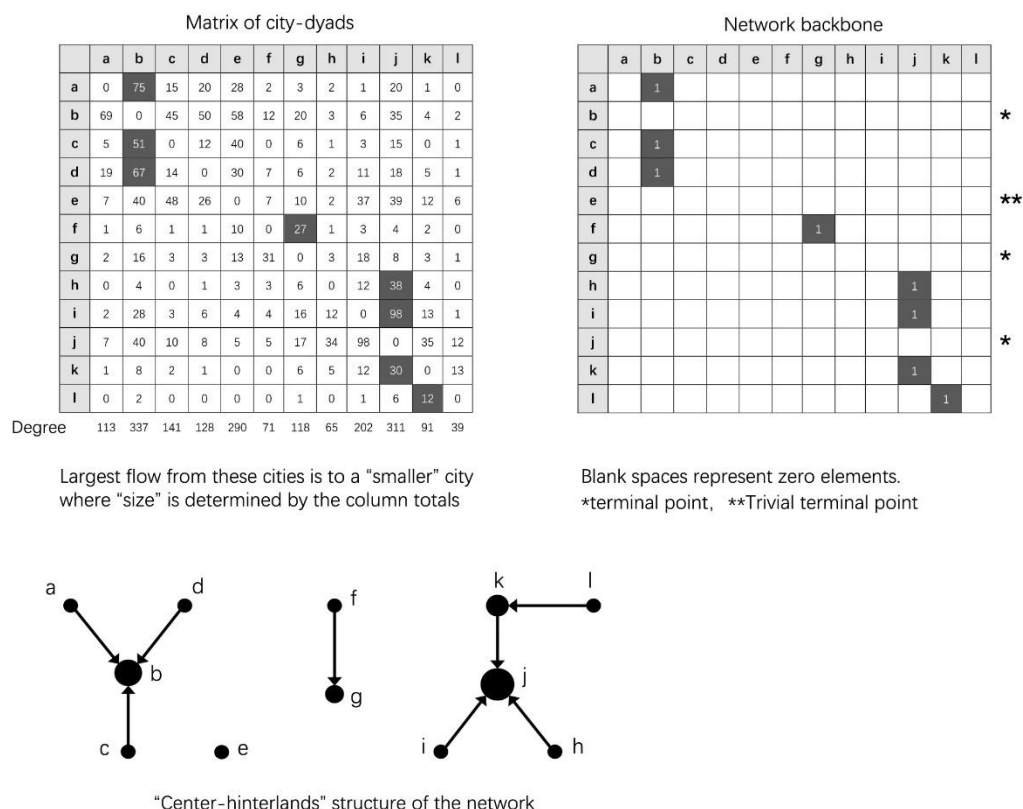 Matrix of city-dyads
a b c d e f g h i j k l
a 0 75 15 20 28 2 3 2 1 20 1 0
b 69 0 45 50 58 12 20 3 6 35 4 2
c 5 51 0 12 40 0 6 1 3 15 0 1
d 19 67 14 0 30 7 6 2 11 18 5 1
e 7 40 48 26 0 7 10 2 37 39 12 6
f 1 6 1 1 10 0 27 1 3 4 2 0
g 2 16 3 3 13 31 0 3 18 8 3 1
h 0 4 0 1 3 3 6 0 12 38 4 0
i 2 28 3 6 4 4 16 12 0 98 13 1
j 7 40 10 8 5 5 17 34 98 0 35 12
k 1 8 2 1 0 0 6 5 12 30 0 13
l 0 2 0 0 0 0 1 0 1 6 12 0
Degree 113 337 141 128 290 71 118 65 202 311 91 39
Largest flow from these cities is to a “smaller” city
where “size” is determined by the column totals
Network backbone
a b c d e f g h i j k l
a 1
b *
c 1
d 1
e **
f 1
g *
h 1
i 1
j *
k 1
l 1
Blank spaces represent zero elements.
*terminal point, **Trivial terminal point
a d b c e
f g
k l j i h
“Center-hinterlands” structure of the network